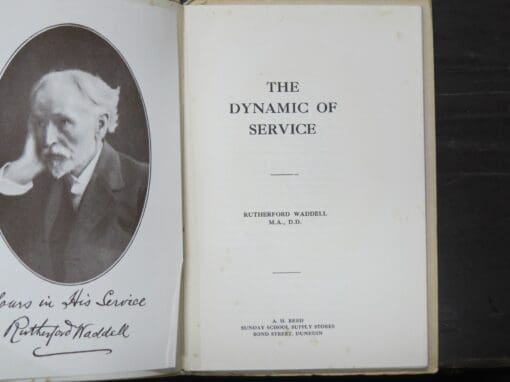 Yours in His Service
Rutherford Waddell
THE
DYNAMIC OF
SERVICE
RUTHERFORD WADDELL
M.A., D.D.
A. H. REED
SUNDAY SCHOOL SUPPLY STORES
BOND STREET, DUNEDIN